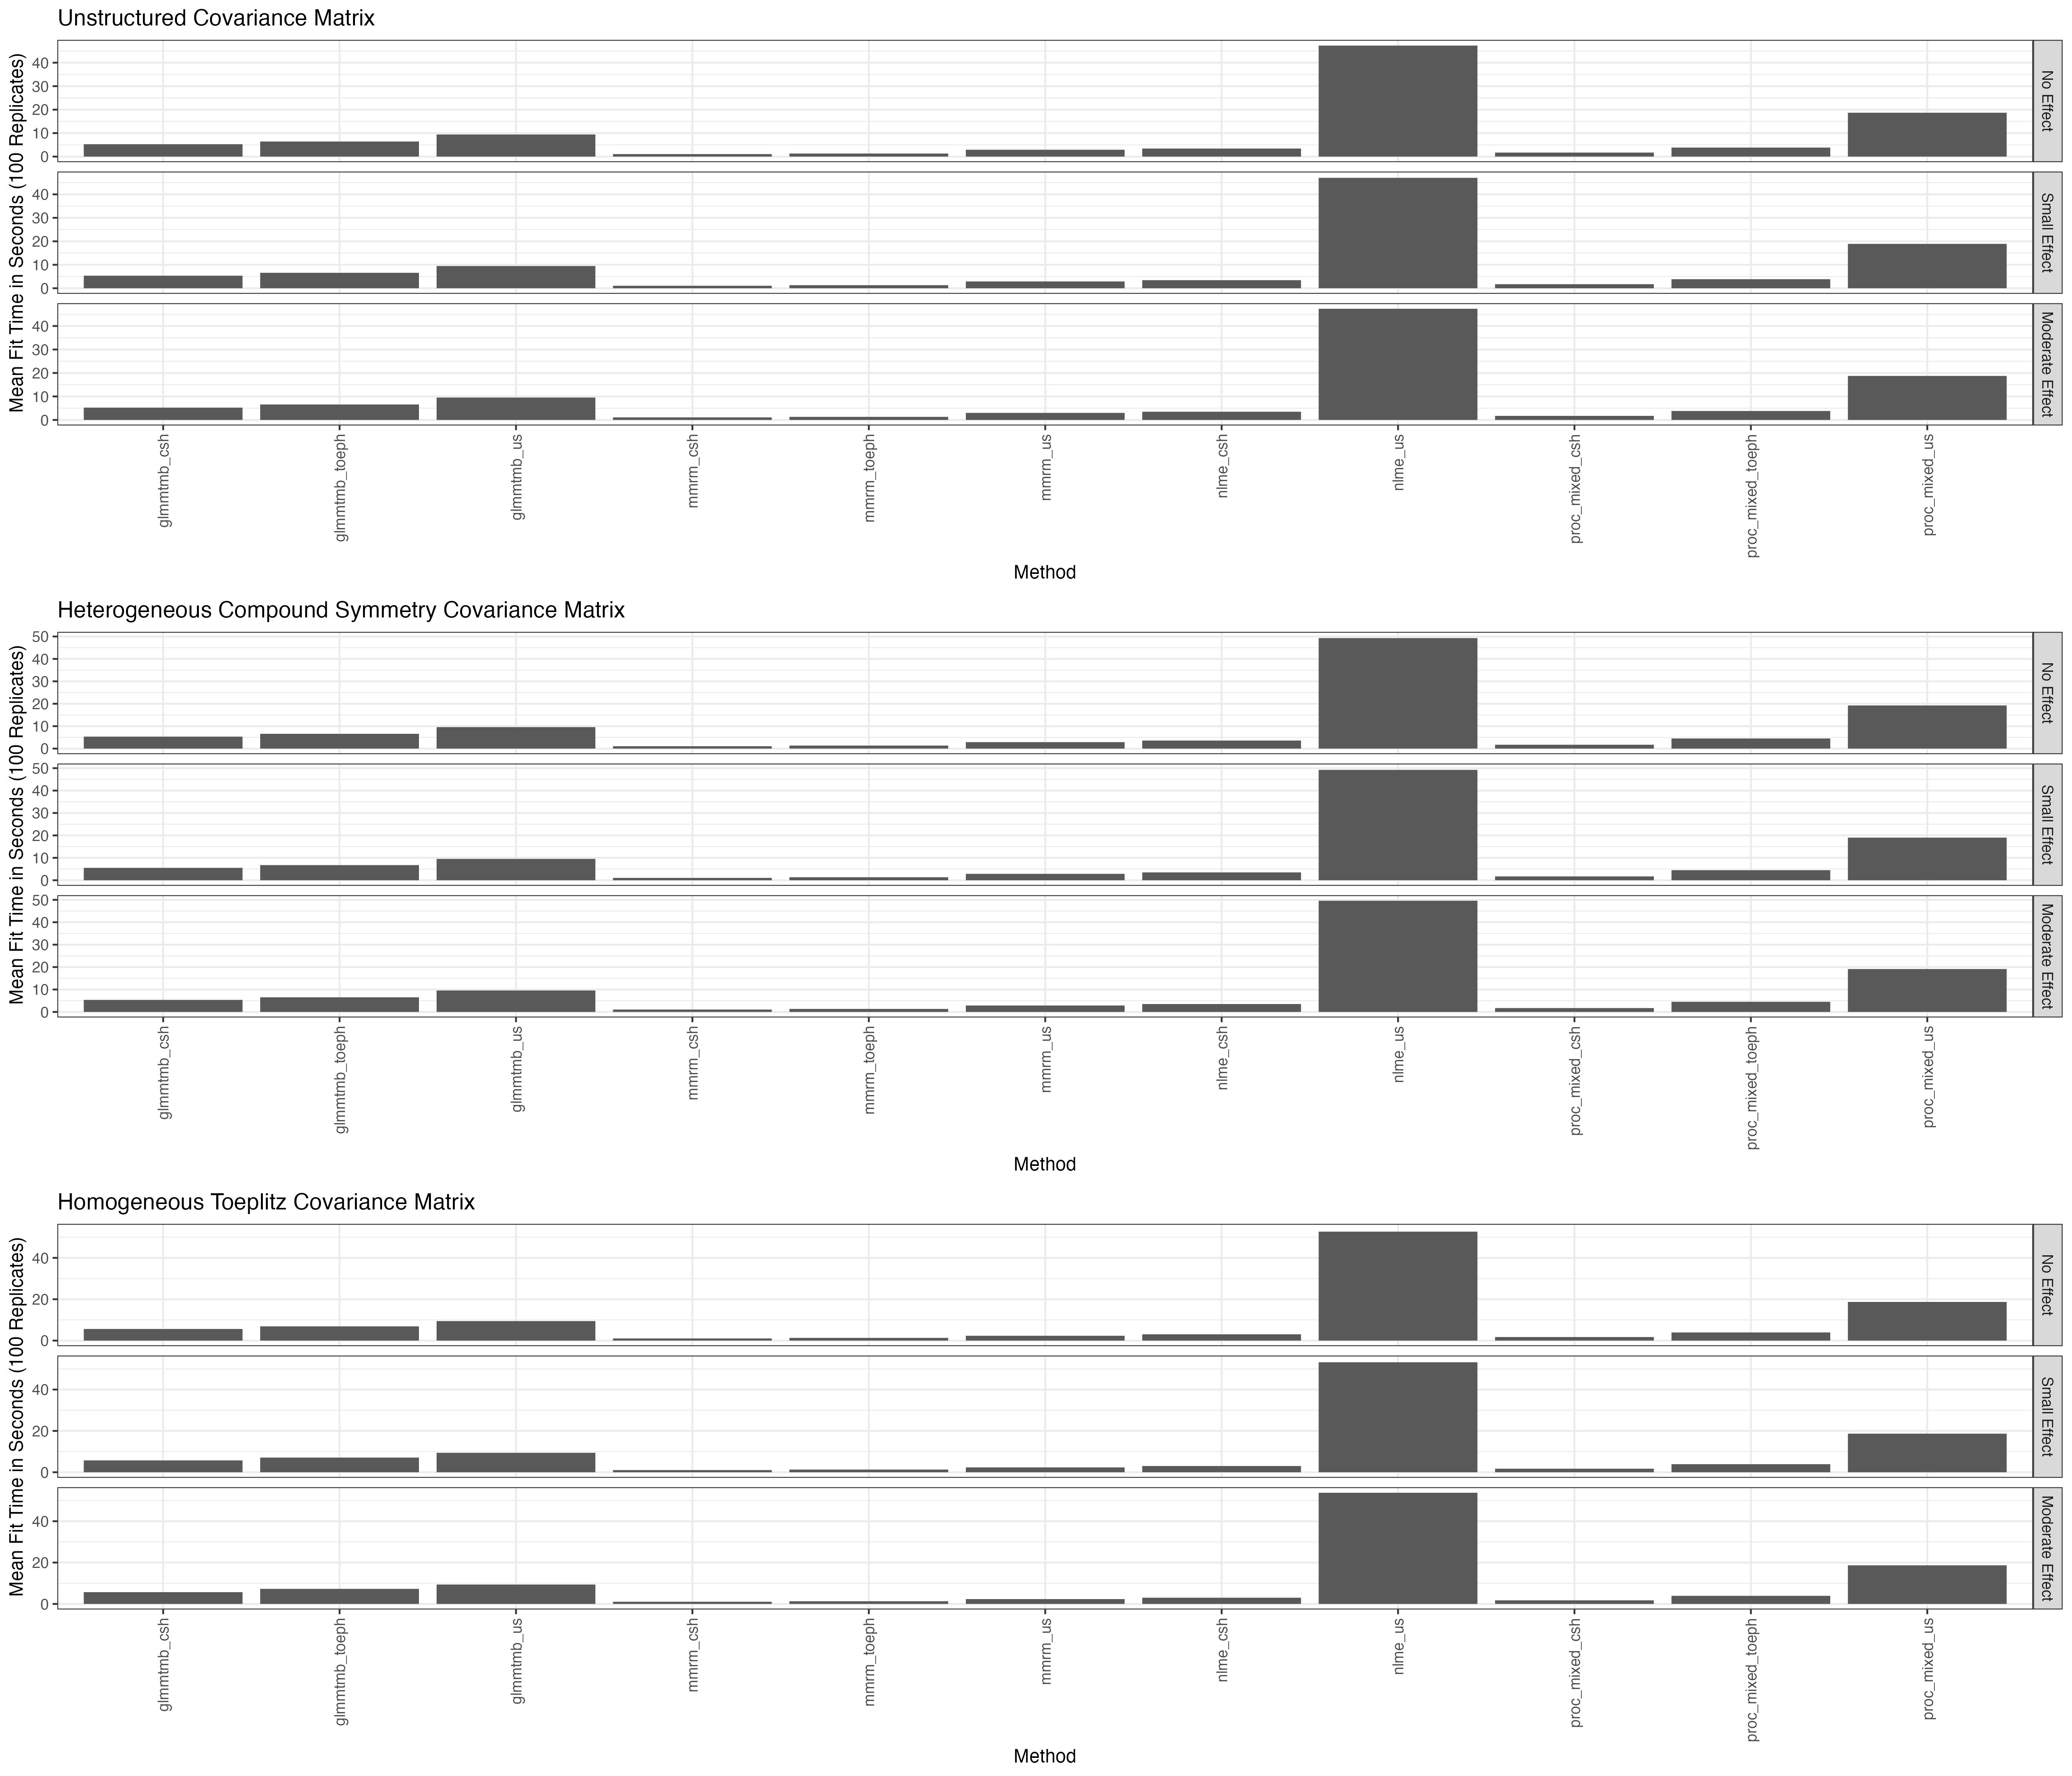 Unstructured Covariance Matrix
Mean Fit Time in Seconds (100 Replicates)
40
30
20
10
0
No Effect
40
30
20
10
0
Small Effect
40
30
20
10
0
Moderate Effect
glmmtmb_csh
glmmtmb_toeph
glmmtmb_us
mmrm_csh
mmrm_toeph
mmrm_us
nlme_csh
nlme_us
proc_mixed_csh
proc_mixed_toeph
proc_mixed_us
Method
Heterogeneous Compound Symmetry Covariance Matrix
Mean Fit Time in Seconds (100 Replicates)
50
40
30
20
10
0
No Effect
50
40
30
20
10
0
Small Effect
50
40
30
20
10
0
Moderate Effect
glmmtmb_csh
glmmtmb_toeph
glmmtmb_us
mmrm_csh
mmrm_toeph
mmrm_us
nlme_csh
nlme_us
proc_mixed_csh
proc_mixed_toeph
proc_mixed_us
Method
Homogeneous Toeplitz Covariance Matrix
Mean Fit Time in Seconds (100 Replicates)
40
20
0
No Effect
40
20
0
Small Effect
40
20
0
Moderate Effect
glmmtmb_csh
glmmtmb_toeph
glmmtmb_us
mmrm_csh
mmrm_toeph
mmrm_us
nlme_csh
nlme_us
proc_mixed_csh
proc_mixed_toeph
proc_mixed_us
Method